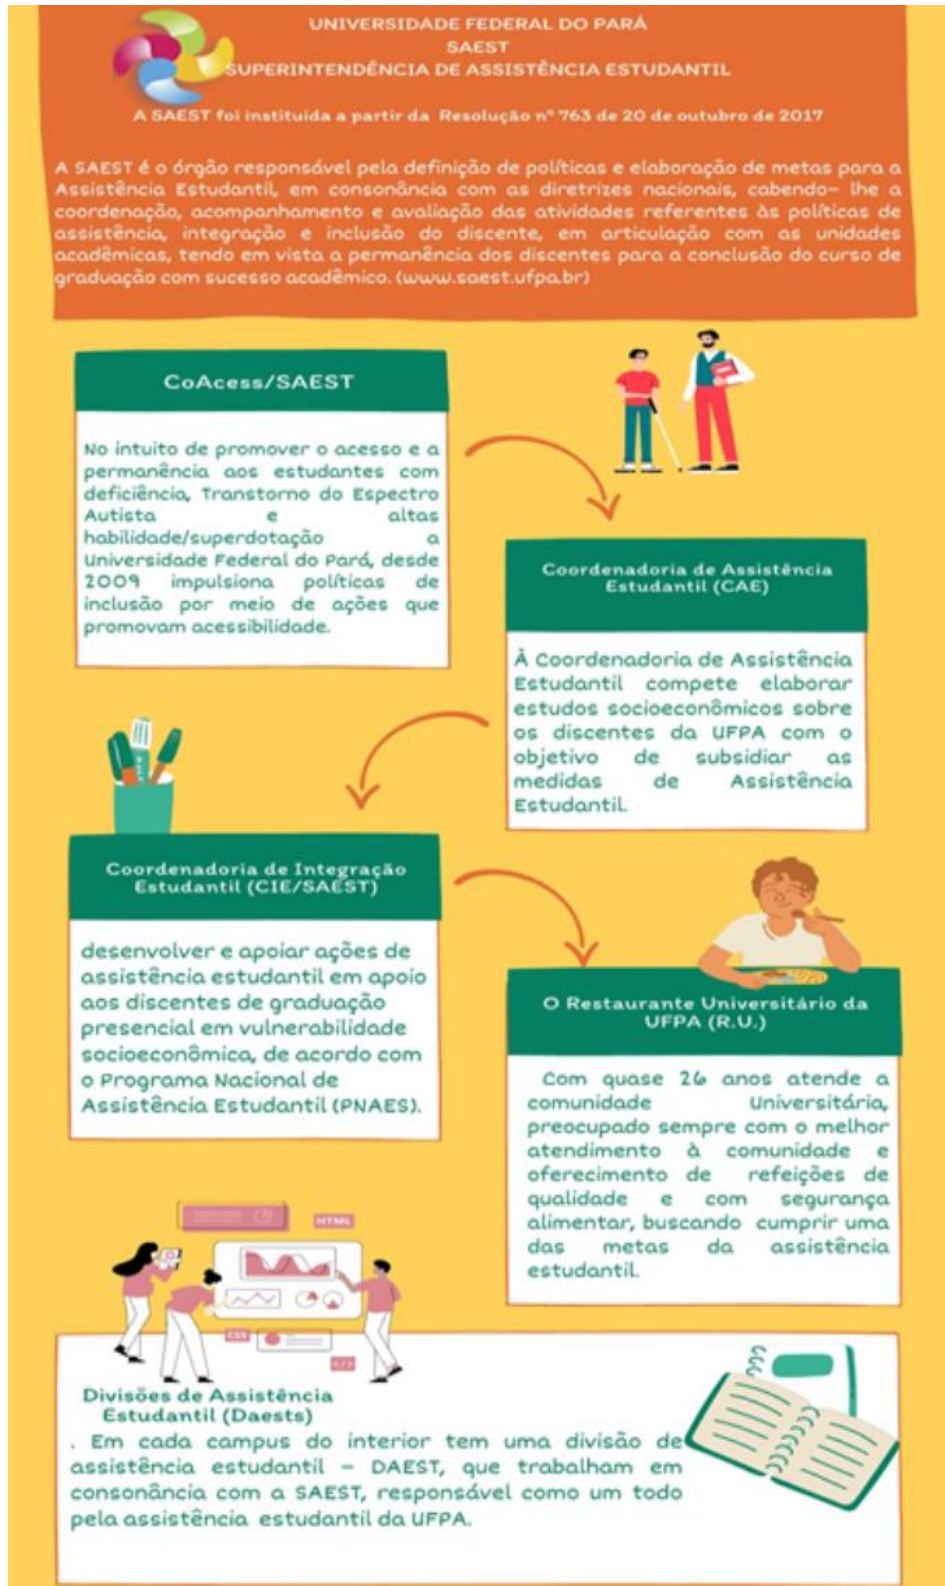 UNIVERSIDADE FEDERAL DO PARÁ
SAEST
SUPERINTENDÊNCIA DE ASSISTÊNCIA ESTUDANTIL
A SAEST foi instituida a partir da Resolução nº 763 de 20 de outubro de 2017
A SAEST é o órgão responsável pela definição de políticas e elaboração de metas para a
Assistência Estudantil, em consonância com as diretrizes nacionais, cabendo- lhe a
coordenação, acompanhamento e avaliação das atividades referentes às políticas de
assistência, integração e inclusão do discente, em articulação com as unidades
acadêmicas, tendo em vista a permanência dos discentes para a conclusão do curso de
graduação com sucesso acadêmico. (www.saest.ufpa.br)
CoAcess/SAEST
No intuito de promover o acesso e a
permanência aos estudantes com
deficiência, Transtorno do Espectro
Autista e altas
habilidade/superdotação a
Universidade Federal do Pará, desde
2009 impulsiona políticas de
inclusão por meio de ações que
promovam acessibilidade.
Coordenadoria de Assistência
Estudantil (CAE)
À Coordenadoria de Assistência
Estudantil compete elaborar
estudos socioeconômicos sobre
os discentes da UFPA com o
objetivo de subsidiar as
medidas de Assistência
Estudantil.
Coordenadoria de Integração
Estudantil (CIE/SAEST)
desenvolver e apoiar ações de
assistência estudantil em apoio
aos discentes de graduação
presencial em vulnerabilidade
socioeconômica, de acordo com
o Programa Nacional de
Assistência Estudantil (PNAES).
O Restaurante Universitário da
UFPA (R.U.)
Com quase 26 anos atende a
comunidade Universitária,
preocupado sempre com o melhor
atendimento à comunidade e
oferecimento de refeições de
qualidade e com segurança
alimentar, buscando cumprir uma
das metas da assistência
estudantil.
HTML
CSS
</>
Divisões de Assistência
Estudantil (Daests)
. Em cada campus do interior tem uma divisão de
assistência estudantil - DAEST, que trabalham em
consonância com a SAEST, responsável como um todo
pela assistência estudantil da UFPA.